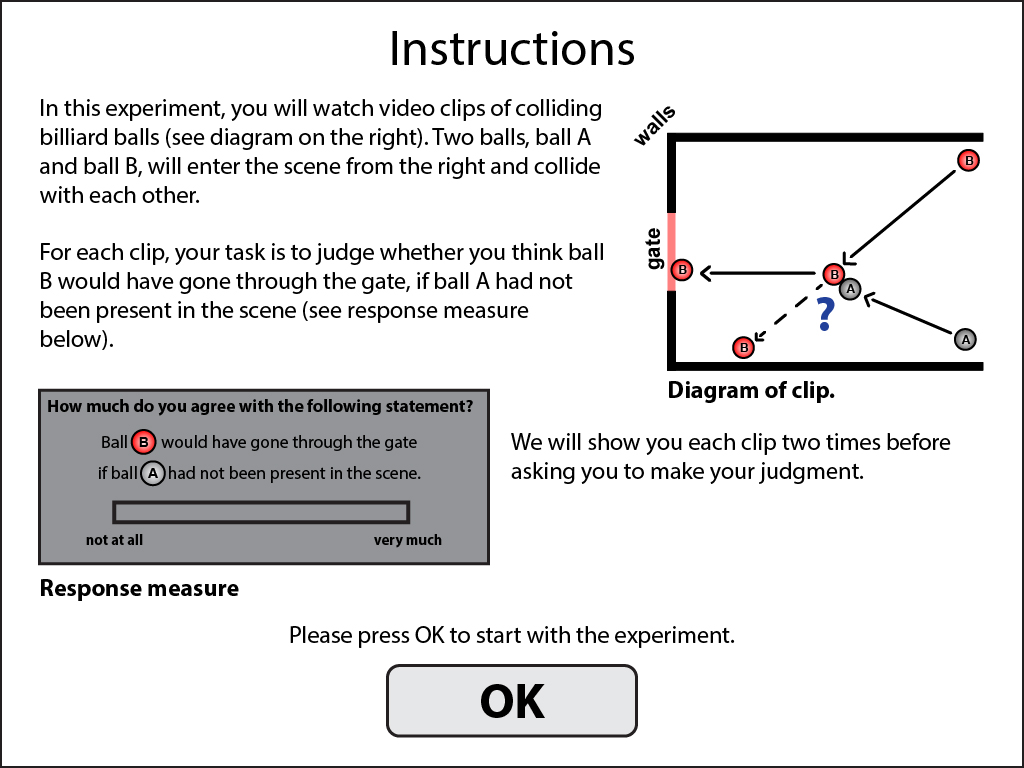 Instructions
In this experiment, you will watch video clips of colliding
billiard balls (see diagram on the right). Two balls, ball A
and ball B, will enter the scene from the right and collide
with each other.
For each clip, your task is to judge whether you think ball
B would have gone through the gate, if ball A had not
been present in the scene (see response measure
below).
walls
gate
B
B
B
A
?
B
A
Diagram of clip.
How much do you agree with the following statement?
Ball B would have gone through the gate
if ball A had not been present in the scene.
not at all very much
Response measure
We will show you each clip two times before
asking you to make your judgment.
Please press OK to start with the experiment.
OK